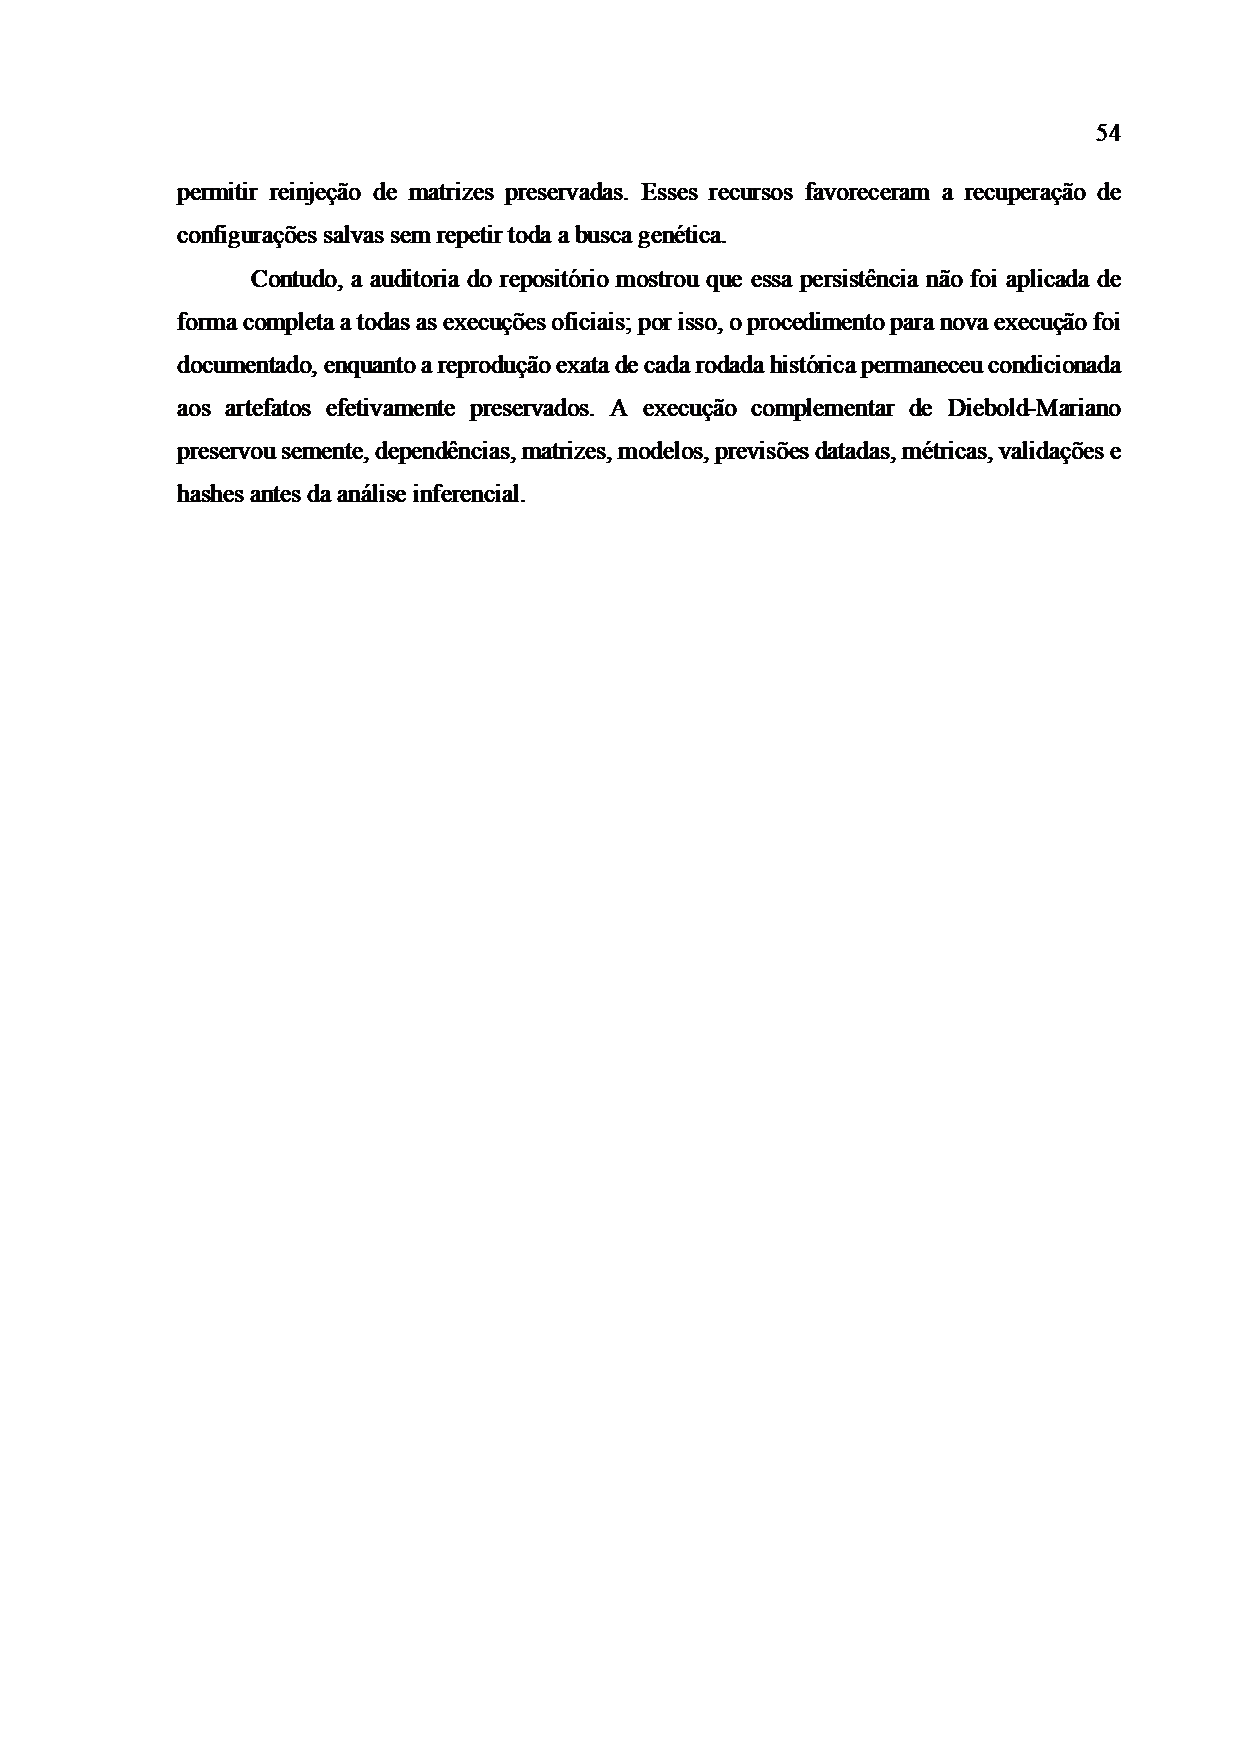 54
permitir reinjeção de matrizes preservadas. Esses recursos favoreceram a recuperação de
configurações salvas sem repetir toda a busca genética.
Contudo, a auditoria do repositório mostrou que essa persistência não foi aplicada de
forma completa a todas as execuções oficiais; por isso, o procedimento para nova execução foi
documentado, enquanto a reprodução exata de cada rodada histórica permaneceu condicionada
aos artefatos efetivamente preservados. A execução complementar de Diebold-Mariano
preservou semente, dependências, matrizes, modelos, previsões datadas, métricas, validações e
hashes antes da análise inferencial.